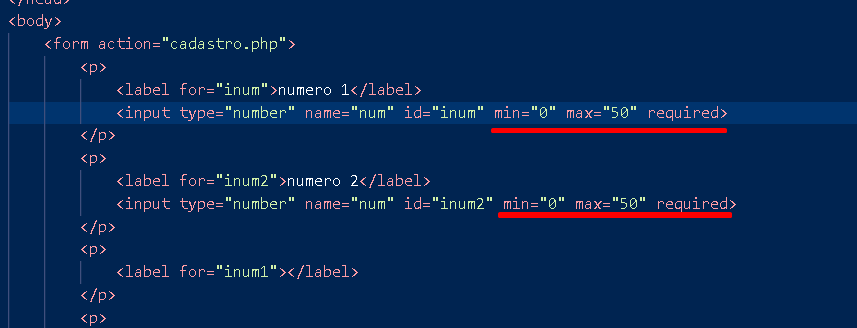 </head>
<body>
<form action="cadastro.php">
<p>
<label for="inum">numero 1</label>
<input type="number" name="num" id="inum" min="0" max="50" required>
</p>
<p>
<label for="inum2">numero 2</label>
<input type="number" name="num" id="inum2" min="0" max="50" required>
</p>
<p>
<label for="inum1"></label>
</p>
<p>